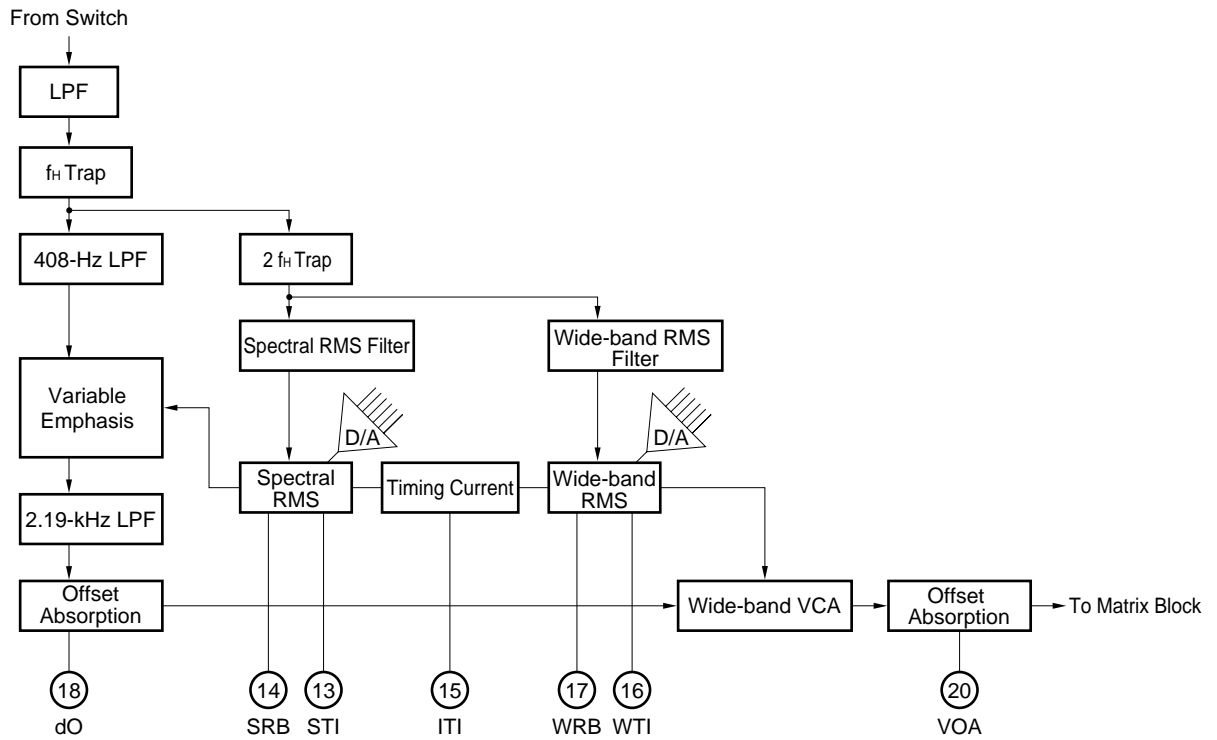 From Switch
LPF
fH Trap
408-Hz LPF
2 fH Trap
Spectral RMS Filter
Wide-band RMS
Filter
Variable
Emphasis
D/A
D/A
Spectral
RMS
Timing Current
Wide-band
RMS
2.19-kHz LPF
Offset
Absorption
Wide-band VCA
Offset
Absorption
To Matrix Block
18
14
13
15
17
16
20
dO
SRB
STI
ITI
WRB
WTI
VOA